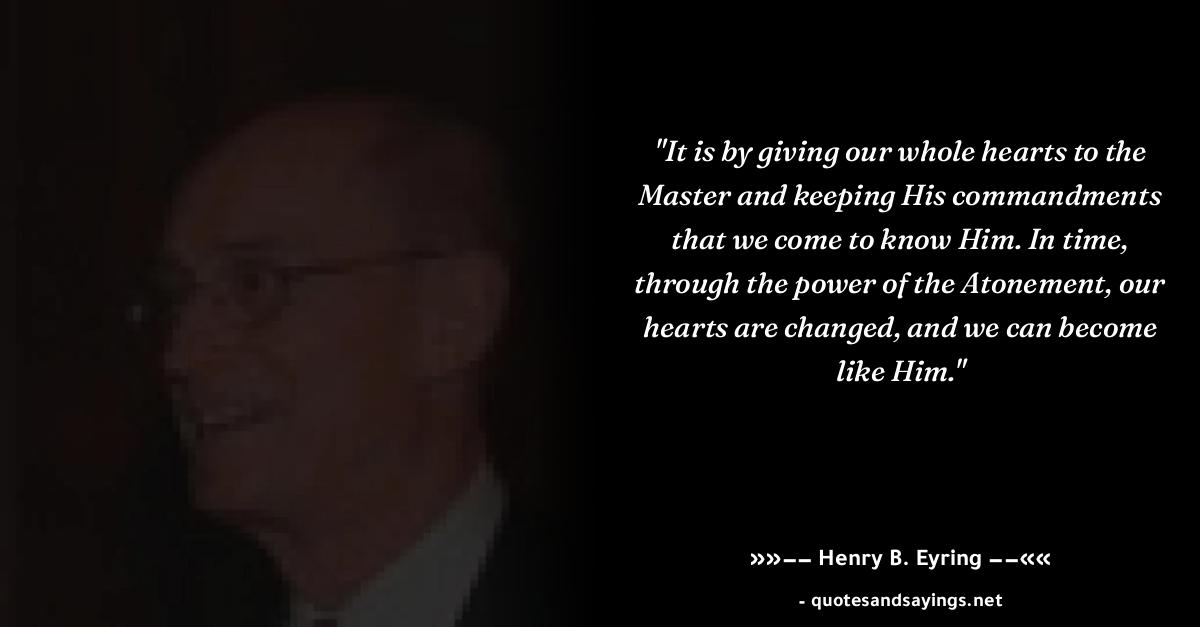 "It is by giving our whole hearts to the
Master and keeping His commandments
that we come to know Him. In time,
through the power of the Atonement, our
hearts are changed, and we can become
like Him."
»»−− Henry B. Eyring −−««
- quotesandsayings.net